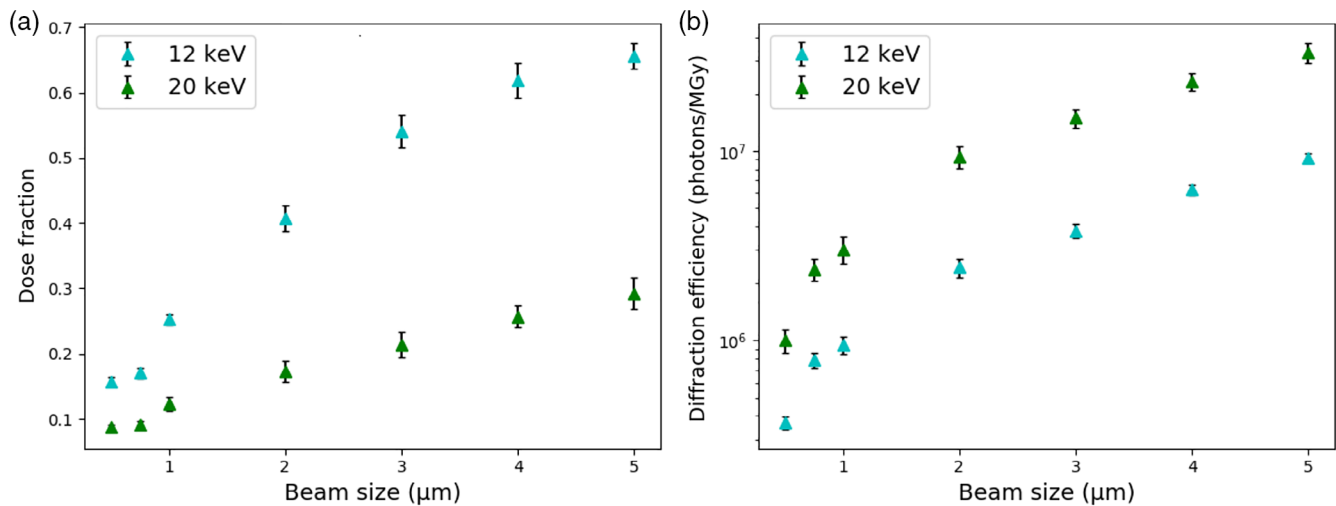 (a)
12 keV
20 keV
0.7
0.6
0.5
0.4
0.3
0.2
0.1
Dose fraction
1 2 3 4 5
Beam size (μm)
(b)
12 keV
20 keV
10⁷
10⁶
Diffraction efficiency (photons/MGy)
1 2 3 4 5
Beam size (μm)